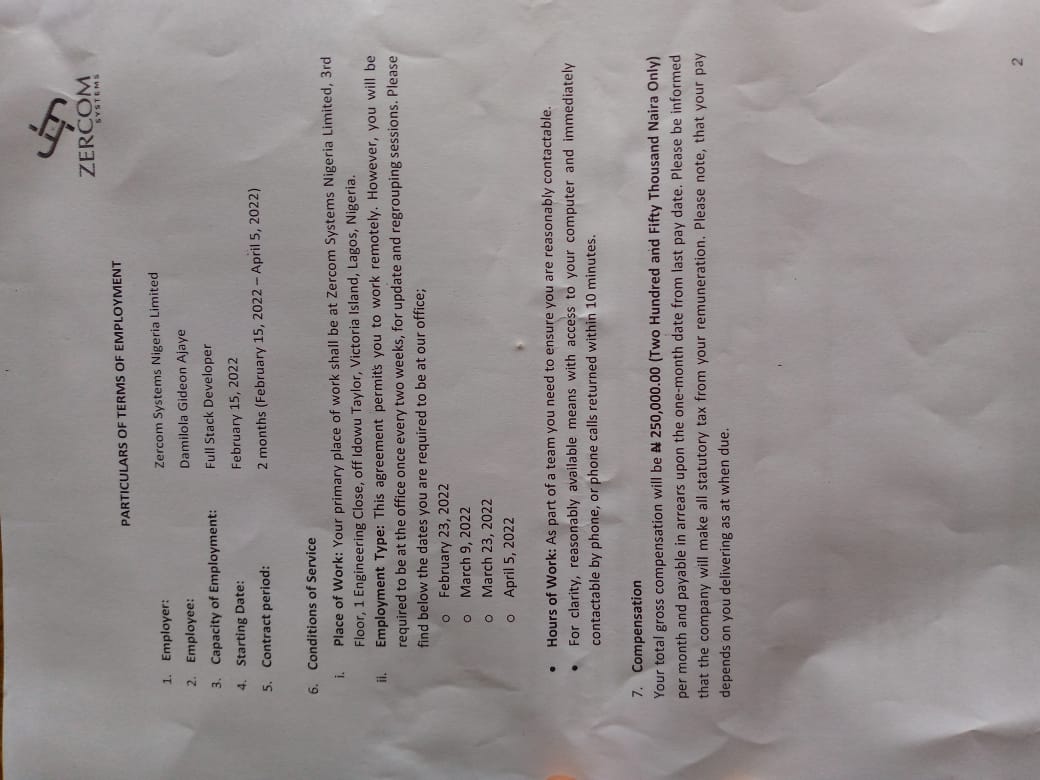 ZERCOM
SYSTEMS
PARTICULARS OF TERMS OF EMPLOYMENT
1. Employer: Zercom Systems Nigeria Limited
2. Employee: Damilola Gideon Ajaye
3. Capacity of Employment: Full Stack Developer
4. Starting Date: February 15, 2022
5. Contract period: 2 months (February 15, 2022 – April 5, 2022)
6. Conditions of Service
i. Place of Work: Your primary place of work shall be at Zercom Systems Nigeria Limited, 3rd
Floor, 1 Engineering Close, off Idowu Taylor, Victoria Island, Lagos, Nigeria.
ii. Employment Type: This agreement permits you to work remotely. However, you will be
required to be at the office once every two weeks, for update and regrouping sessions. Please
find below the dates you are required to be at our office;
o February 23, 2022
o March 9, 2022
o March 23, 2022
o April 5, 2022
• Hours of Work: As part of a team you need to ensure you are reasonably contactable.
• For clarity, reasonably available means with access to your computer and immediately
contactable by phone, or phone calls returned within 10 minutes.
7. Compensation
Your total gross compensation will be ₦ 250,000.00 (Two Hundred and Fifty Thousand Naira Only)
per month and payable in arrears upon the one-month date from last pay date. Please be informed
that the company will make all statutory tax from your remuneration. Please note, that your pay
depends on you delivering as at when due.
2